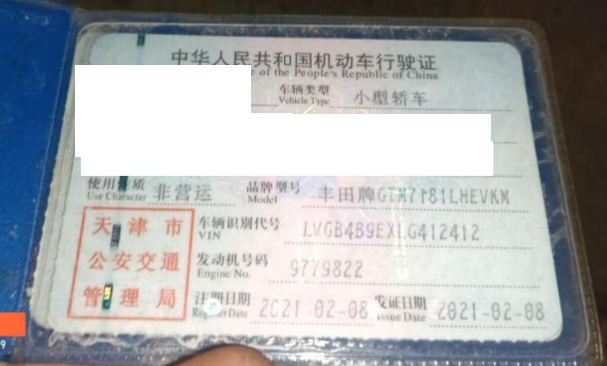 中华人民共和国机动车行驶证
e of the People's Republic of China
车辆类型 小型轿车
Vehicle Type
使用性质 非营运 品牌型号 丰田牌GTM7181LHEVKM
Use Character Model
车辆识别代号 LVGB4B9EXLG412412
VIN
发动机号码 9779822
Engine No.
注册日期 2021-02-08 发证日期 2021-02-08
Register Date Issue Date
天津市
公安交通
管理局
9